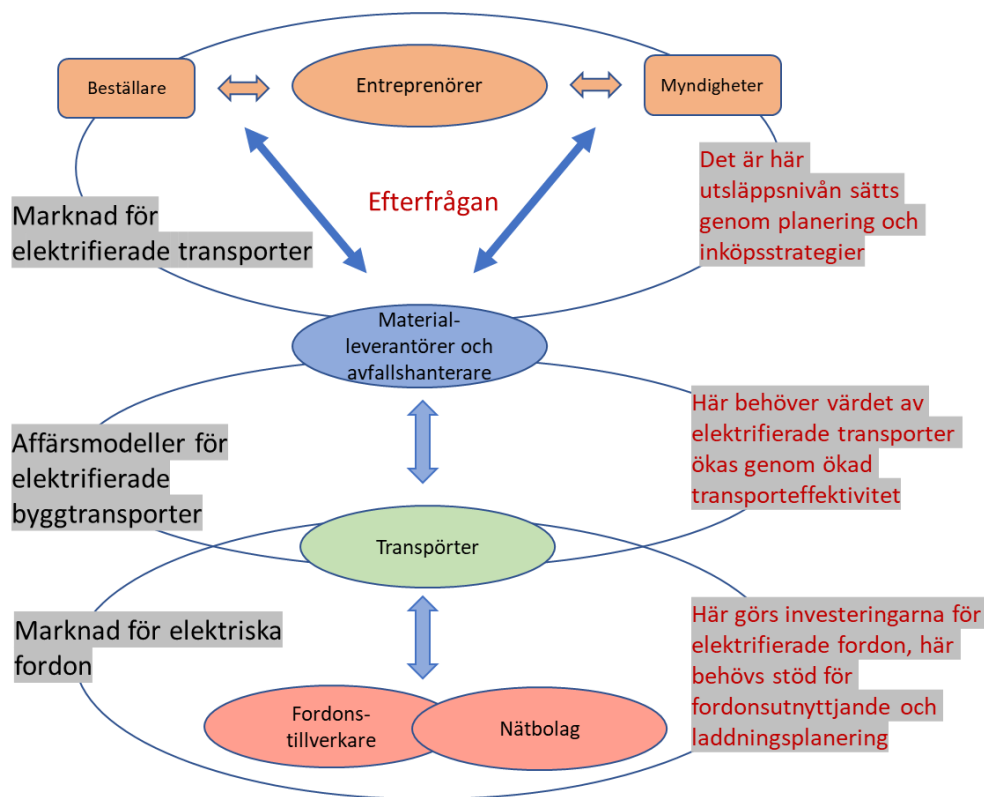 Beställare
Entreprenörer
Myndigheter
Efterfrågan
Marknad för
elektrifierade transporter
Det är här
utsläppsnivån sätts
genom planering och
inköpsstrategier
Material-
leverantörer och
avfallshanterare
Affärsmodeller för
elektrifierade
byggtransporter
Här behöver värdet av
elektrifierade transporter
ökas genom ökad
transporteffektivitet
Transpörter
Marknad för elektriska
fordon
Här görs investeringarna för
elektrifierade fordon, här
behövs stöd för
fordonsutnyttjande och
laddningsplanering
Fordons-
tillverkare
Nätbolag